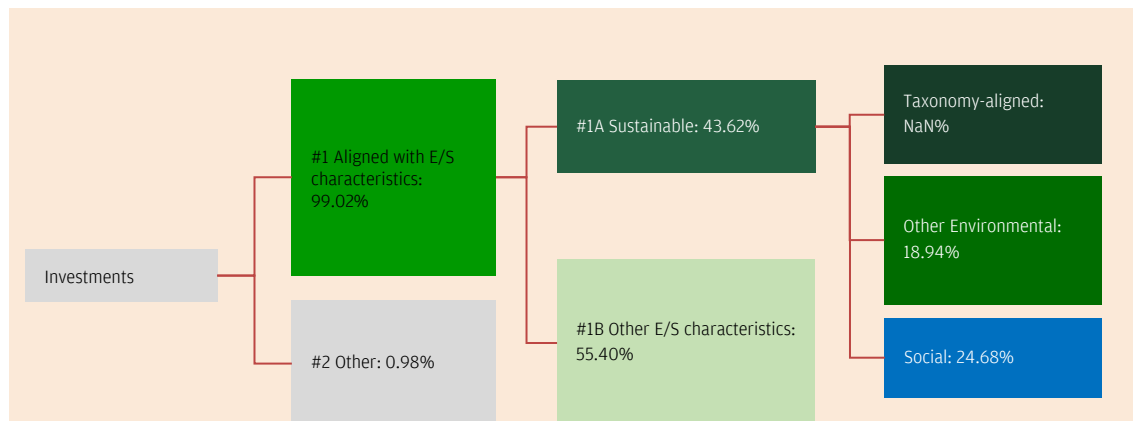 Investments
#1 Aligned with E/S
characteristics:
99.02%
#2 Other: 0.98%
#1A Sustainable: 43.62%
#1B Other E/S characteristics:
55.40%
Taxonomy-aligned:
NaN%
Other Environmental:
18.94%
Social: 24.68%